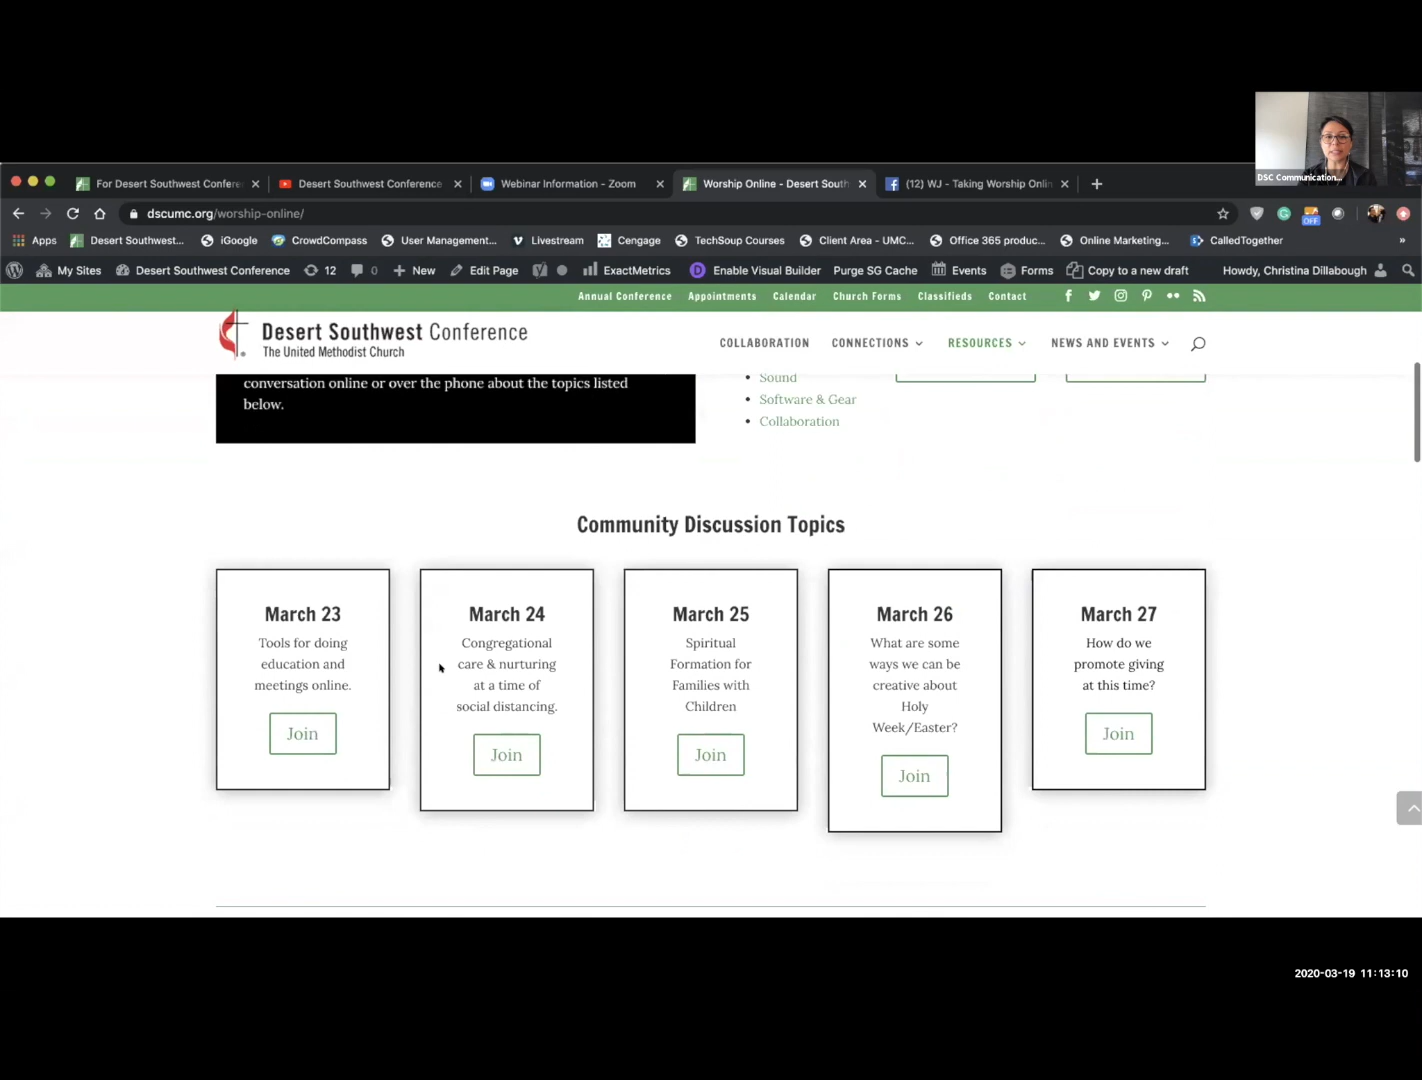 DSC Communication...
For Desert Southwest Confere
Desert Southwest Conference
Webinar Information - Zoom
Worship Online - Desert South
(12) WJ - Taking Worship Onlin
dscumc.org/worship-online/
OFF
Apps
Desert Southwest...
iGoogle
CrowdCompass
User Management...
Livestream
Cengage
TechSoup Courses
Client Area - UMC...
Office 365 produc...
Online Marketing...
CalledTogether
»
My Sites
Desert Southwest Conference
12
0
New
Edit Page
ExactMetrics
Enable Visual Builder
Purge SG Cache
Events
Forms
Copy to a new draft
Howdy, Christina Dillabough
Annual Conference
Appointments
Calendar
Church Forms
Classifieds
Contact
Desert Southwest Conference
The United Methodist Church
COLLABORATION
CONNECTIONS
RESOURCES
NEWS AND EVENTS
conversation online or over the phone about the topics listed
below.
Sound
Software & Gear
Collaboration
Community Discussion Topics
March 23
Tools for doing
education and
meetings online.
Join
March 24
Congregational
care & nurturing
at a time of
social distancing.
Join
March 25
Spiritual
Formation for
Families with
Children
Join
March 26
What are some
ways we can be
creative about
Holy
Week/Easter?
Join
March 27
How do we
promote giving
at this time?
Join
2020-03-19 11:13:10